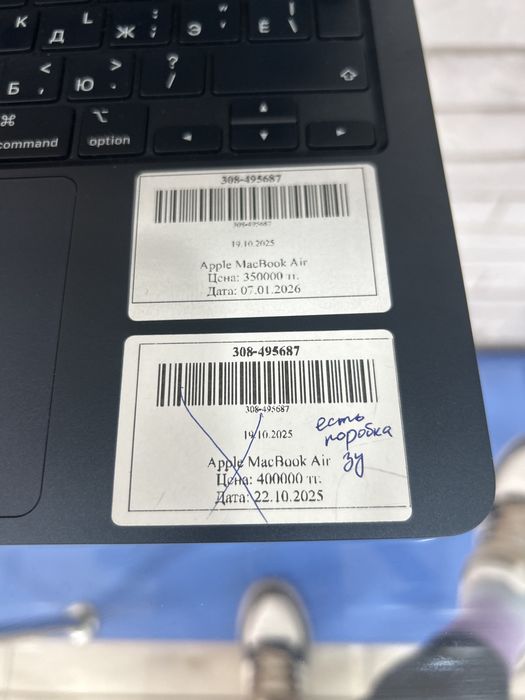 К Д L Ж ; Э ' Ё \
Б < , Ю > . ? /
⌘ command ⌥ option
308-495687
308-495687
19.10.2025
Apple MacBook Air
Цена: 350000 тг.
Дата: 07.01.2026
308-495687
308-495687
19.10.2025
есть
коробка
зу
Apple MacBook Air
Цена: 400000 тг.
Дата: 22.10.2025